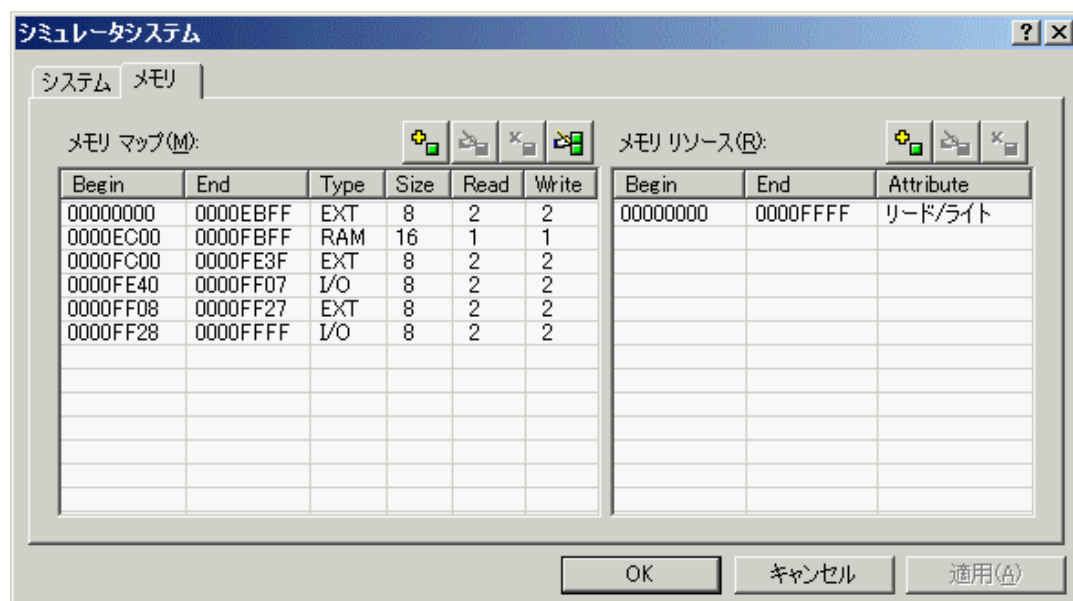 シミュレータシステム
システム メモリ
メモリ マップ(M): メモリ リソース(R):
Begin End Type Size Read Write Begin End Attribute
00000000 0000EBFF EXT 8 2 2 00000000 0000FFFF リード/ライト
0000EC00 0000FBFF RAM 16 1 1
0000FC00 0000FE3F EXT 8 2 2
0000FE40 0000FF07 I/O 8 2 2
0000FF08 0000FF27 EXT 8 2 2
0000FF28 0000FFFF I/O 8 2 2
OK キャンセル 適用(A)